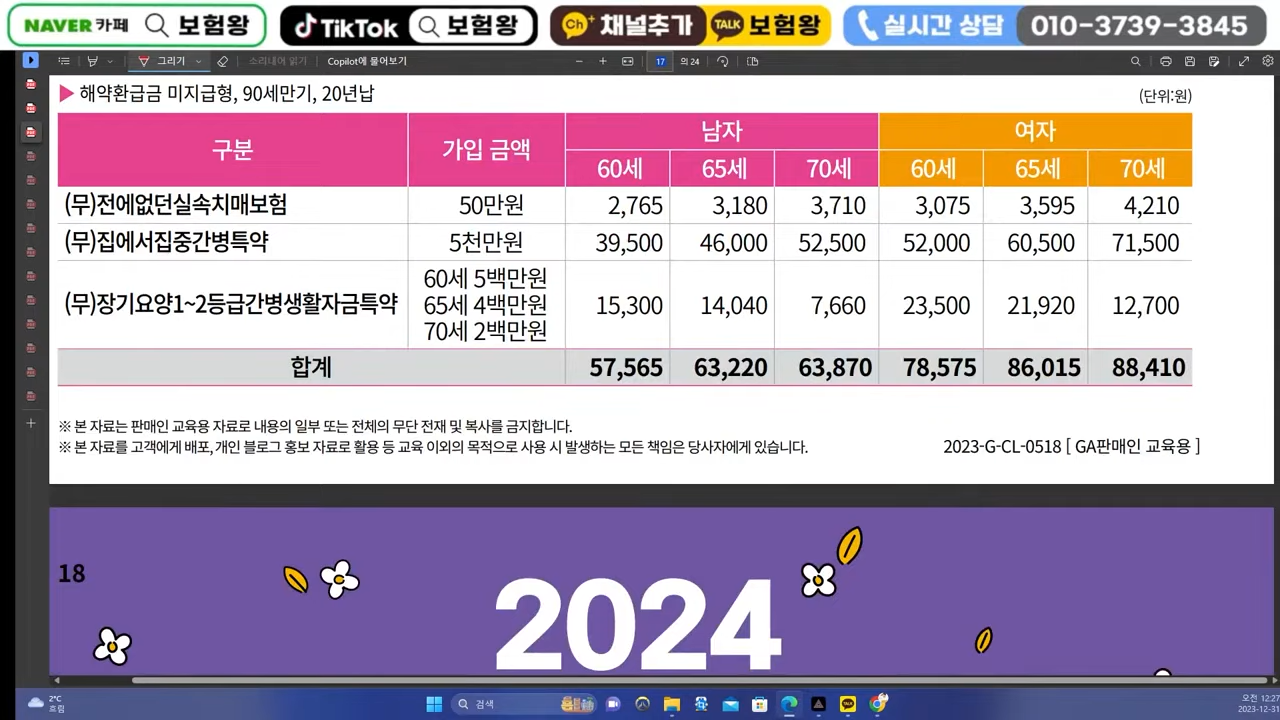 NAVER 카페 보험왕 TikTok 보험왕 Ch+ 채널추가 TALK 보험왕 실시간 상담 010-3739-3845
그리기 소리내어 읽기 Copilot에 물어보기 17 의 24
▶ 해약환급금 미지급형, 90세만기, 20년납 (단위:원)
구분 가입 금액 남자 여자
60세 65세 70세 60세 65세 70세
(무)전에없던실속치매보험 50만원 2,765 3,180 3,710 3,075 3,595 4,210
(무)집에서집중간병특약 5천만원 39,500 46,000 52,500 52,000 60,500 71,500
(무)장기요양1~2등급간병생활자금특약 60세 5백만원 15,300 14,040 7,660 23,500 21,920 12,700
65세 4백만원
70세 2백만원
합계 57,565 63,220 63,870 78,575 86,015 88,410
※ 본 자료는 판매인 교육용 자료로 내용의 일부 또는 전체의 무단 전재 및 복사를 금지합니다.
※ 본 자료를 고객에게 배포, 개인 블로그 홍보 자료로 활용 등 교육 이외의 목적으로 사용 시 발생하는 모든 책임은 당사자에게 있습니다. 2023-G-CL-0518 [ GA판매인 교육용 ]
18
2024
2°C
흐림
검색
오전 12:27
2023-12-31